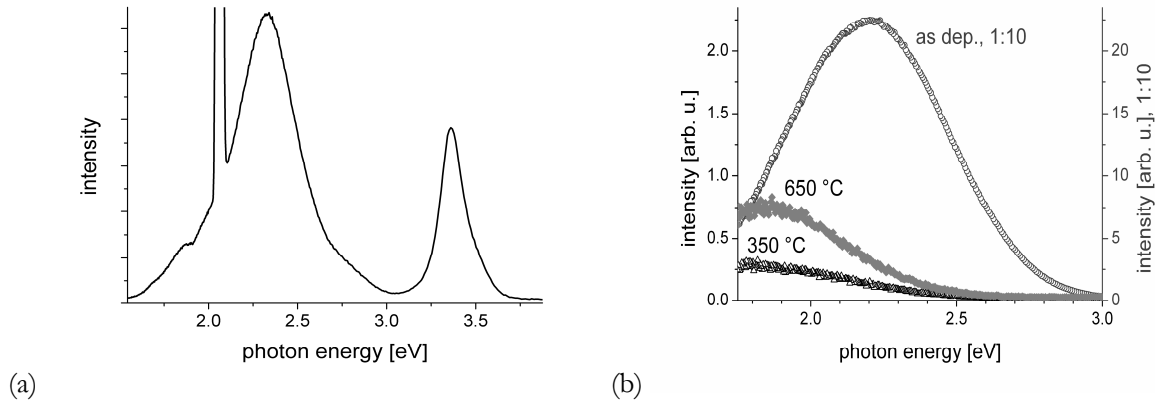 intensity
2.0 2.5 3.0 3.5
photon energy [eV]
(a)
intensity [arb. u.]
2.0
1.5
1.0
0.5
0.0
as dep., 1:10
650 °C
350 °C
20
15
10
5
0
intensity [arb. u.], 1:10
2.0 2.5 3.0
photon energy [eV]
(b)